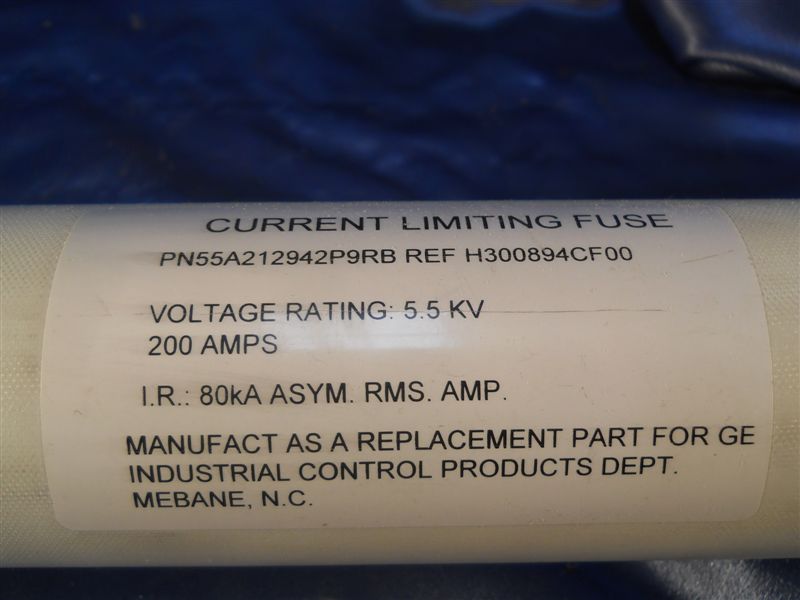 CURRENT LIMITING FUSE
PN55A212942P9RB REF H300894CF00
VOLTAGE RATING: 5.5 KV
200 AMPS
I.R.: 80kA ASYM. RMS. AMP.
MANUFACT AS A REPLACEMENT PART FOR GE
INDUSTRIAL CONTROL PRODUCTS DEPT.
MEBANE, N.C.